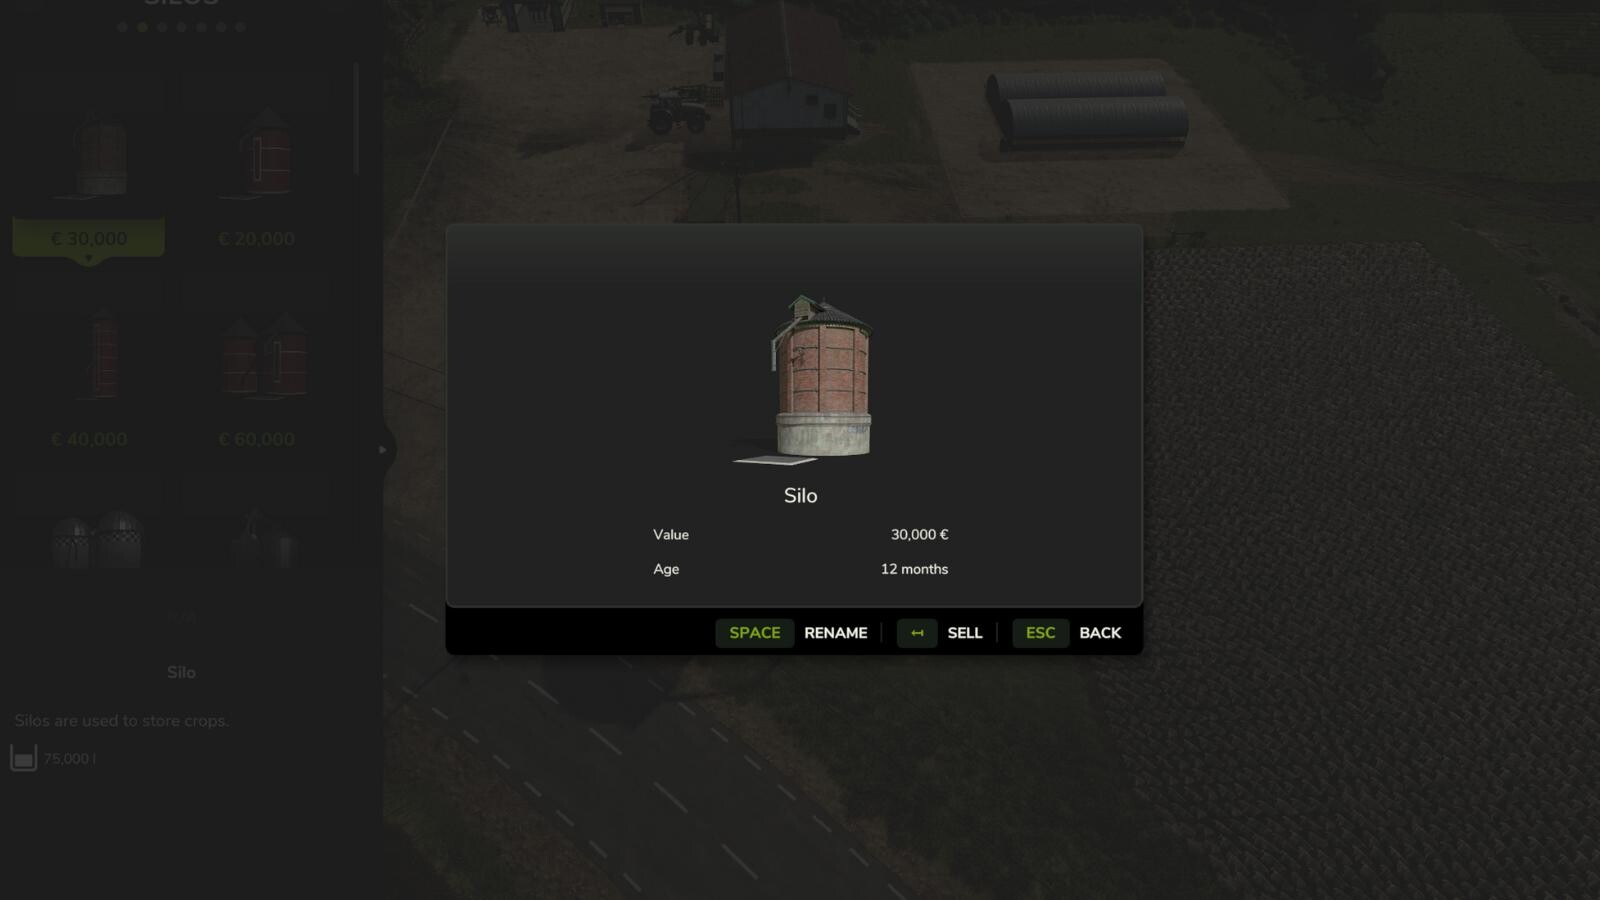 SILOS
€ 30,000
€ 20,000
€ 40,000
€ 60,000
Silo
Silos are used to store crops.
75,000 l
Silo
Value 30,000 €
Age 12 months
SPACE RENAME SELL ESC BACK